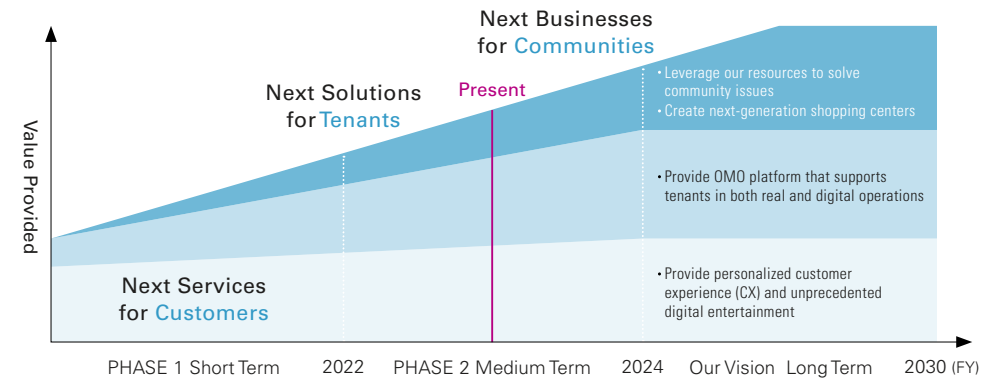 Next Businesses
for Communities
Next Solutions
for Tenants
Present
Value Provided
• Leverage our resources to solve
community issues
• Create next-generation shopping centers
• Provide OMO platform that supports
tenants in both real and digital operations
Next Services
for Customers
• Provide personalized customer
experience (CX) and unprecedented
digital entertainment
PHASE 1 Short Term 2022 PHASE 2 Medium Term 2024 Our Vision Long Term 2030 (FY)